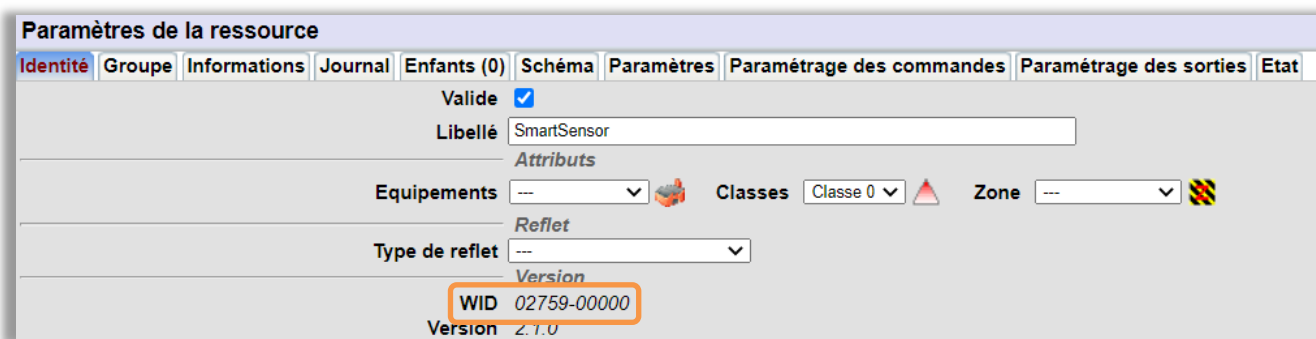 Paramètres de la ressource
Identité Groupe Informations Journal Enfants (0) Schéma Paramètres Paramétrage des commandes Paramétrage des sorties Etat
Valide
Libellé SmartSensor
Attributs
Equipements --- Classes Classe 0 Zone ---
Reflet
Type de reflet ---
Version
WID 02759-00000
Version 2.1.0